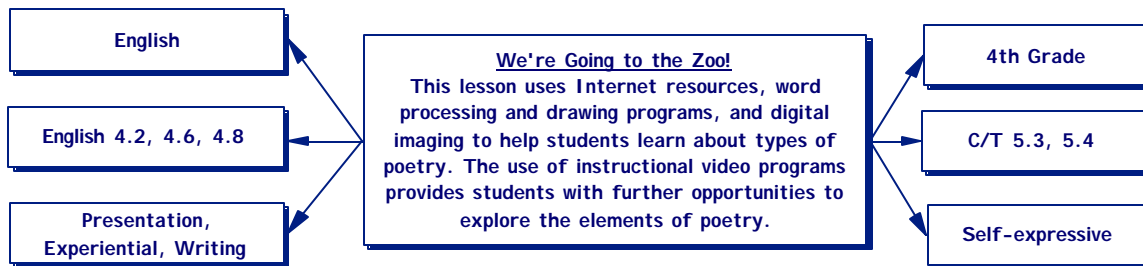 English
English 4.2, 4.6, 4.8
Presentation,
Experiential, Writing
We're Going to the Zoo!
This lesson uses Internet resources, word
processing and drawing programs, and digital
imaging to help students learn about types of
poetry. The use of instructional video programs
provides students with further opportunities to
explore the elements of poetry.
4th Grade
C/T 5.3, 5.4
Self-expressive